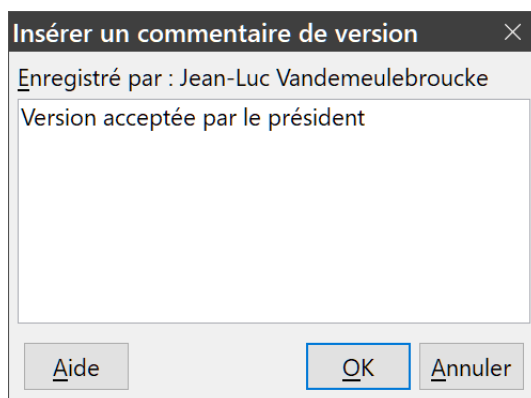 Insérer un commentaire de version
Enregistré par : Jean-Luc Vandemeulebroucke
Version acceptée par le président
Aide OK Annuler